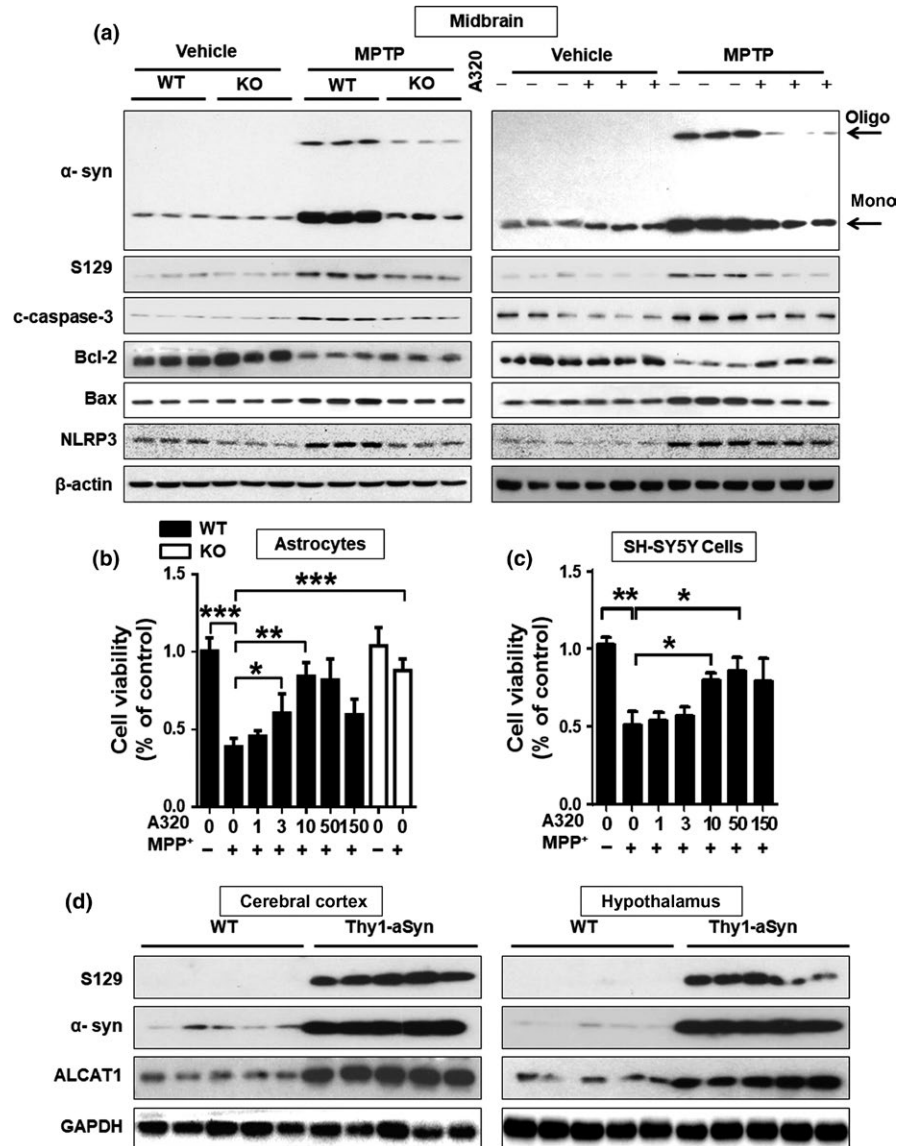 Midbrain
(a)
Vehicle MPTP
WT KO WT KO
A320
Vehicle MPTP
– – – + + + – – – + + +
Oligo
α- syn
Mono
S129
c-caspase-3
Bcl-2
Bax
NLRP3
β-actin
WT
KO
(b) Astrocytes
Cell viability
(% of control)
1.5
1.0
0.5
0.0
***
***
**
*
A320 0 0 1 3 10 50 150 0 0
MPP⁺ – + + + + + + – +
(c) SH-SY5Y Cells
Cell viability
(% of control)
1.5
1.0
0.5
0.0
**
*
*
A320 0 0 1 3 10 50 150
MPP⁺ – + + + + + +
(d)
Cerebral cortex Hypothalamus
WT Thy1-aSyn WT Thy1-aSyn
S129
α- syn
ALCAT1
GAPDH